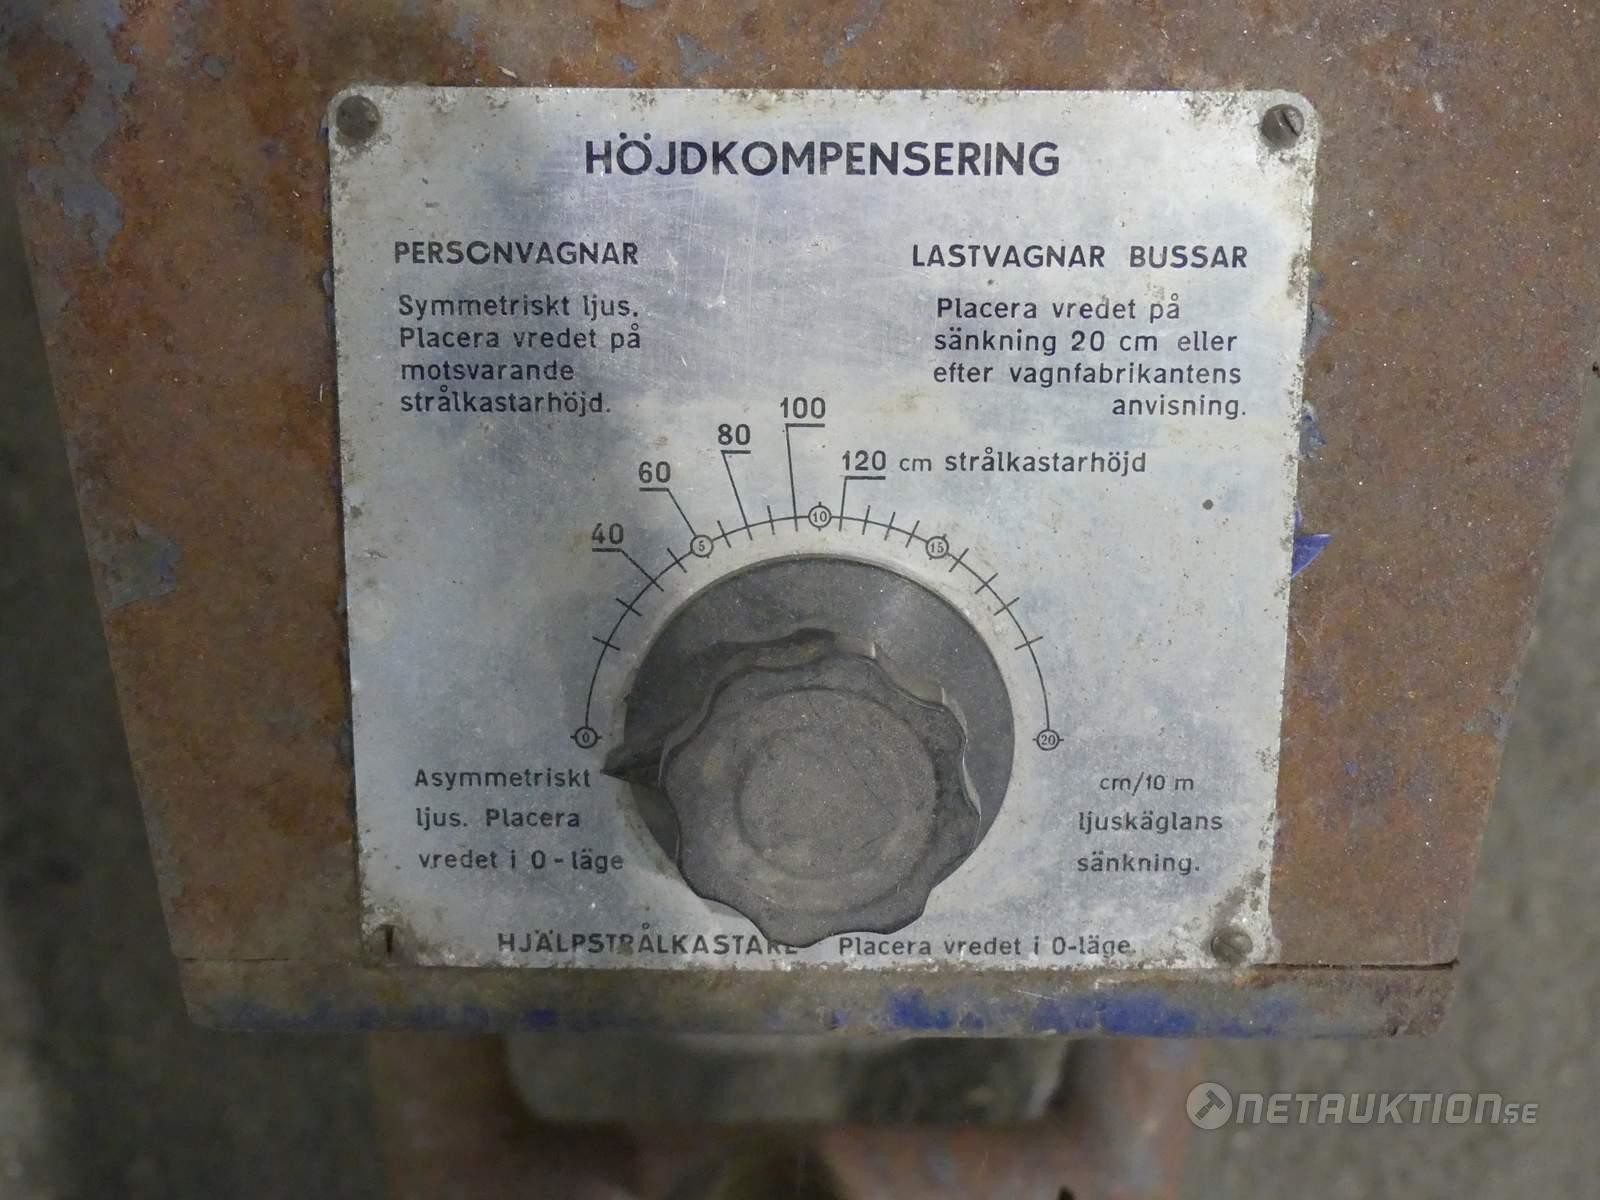 HÖJDKOMPENSERING
PERSONVAGNAR
Symmetriskt ljus.
Placera vredet på
motsvarande
strålkastarhöjd.
LASTVAGNAR BUSSAR
Placera vredet på
sänkning 20 cm eller
efter vagnfabrikantens
anvisning.
40
60
80
100
120 cm strålkastarhöjd
0
5
10
15
20
Asymmetriskt
ljus. Placera
vredet i 0-läge
cm/10 m
ljuskäglans
sänkning.
HJÄLPSTRÅLKASTARE Placera vredet i 0-läge.
NETAUKTION.SE